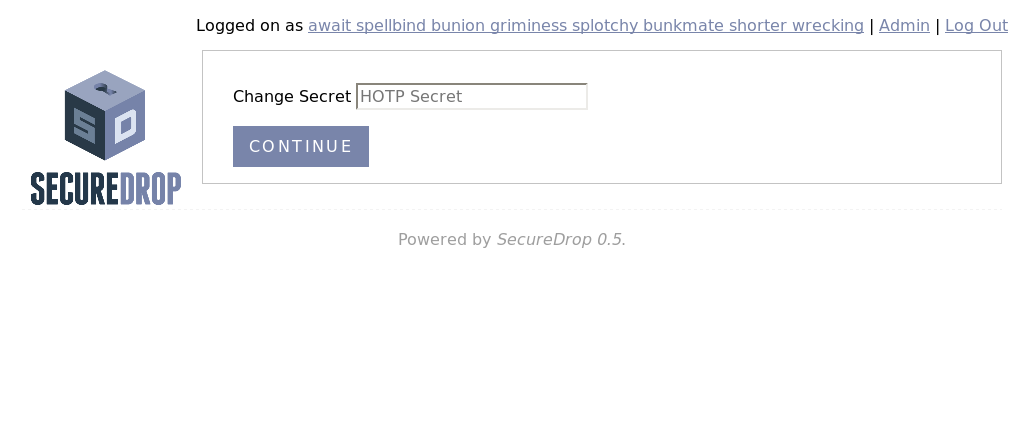 Logged on as await spellbind bunion griminess splotchy bunkmate shorter wrecking | Admin | Log Out
Change Secret HOTP Secret
CONTINUE
SD
SECUREDROP
Powered by SecureDrop 0.5.